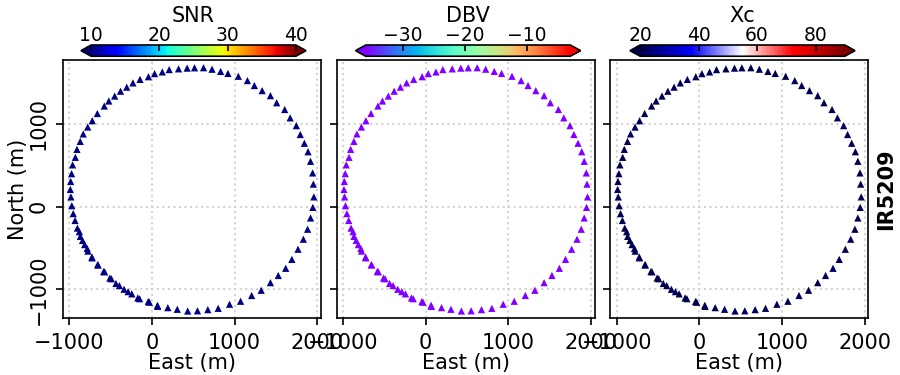 SNR DBV Xc
10 20 30 40 −30 −20 −10 20 40 60 80
North (m)
1000
0
−1000
IR5209
−1000 0 1000 2000 −1000 0 1000 2000 −1000 0 1000 2000
East (m) East (m) East (m)